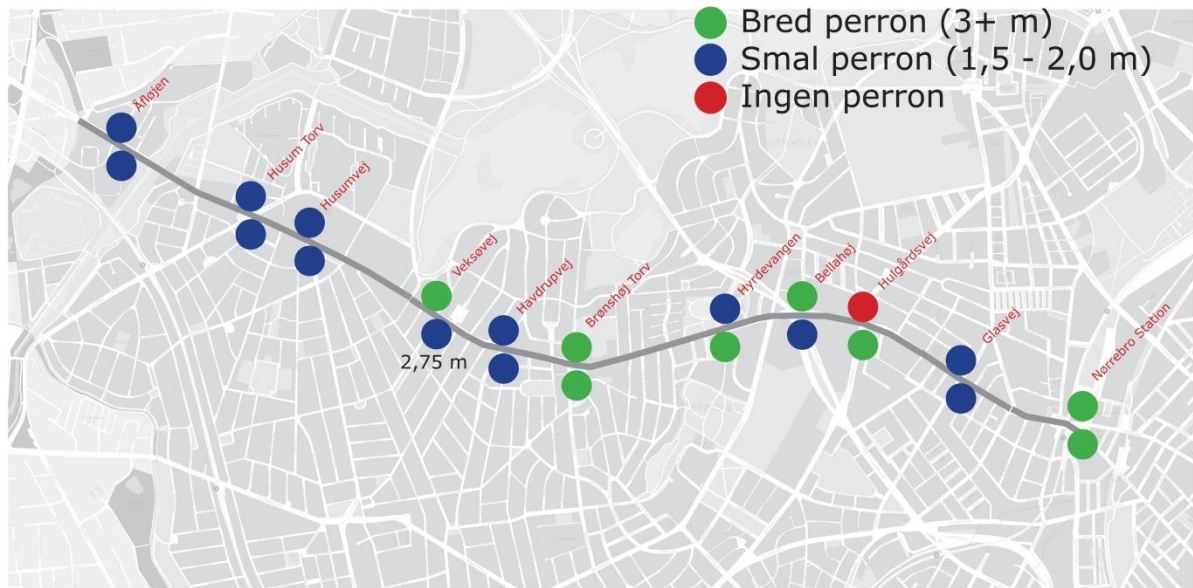 Bred perron (3+ m)
Smal perron (1,5 - 2,0 m)
Ingen perron
Åfløjen
Husum Torv
Husumvej
Veksøvej
2,75 m
Havdrupvej
Brønshøj Torv
Hyrdevangen
Bellahøj
Hulgårdsvej
Glasvej
Nørrebro Station